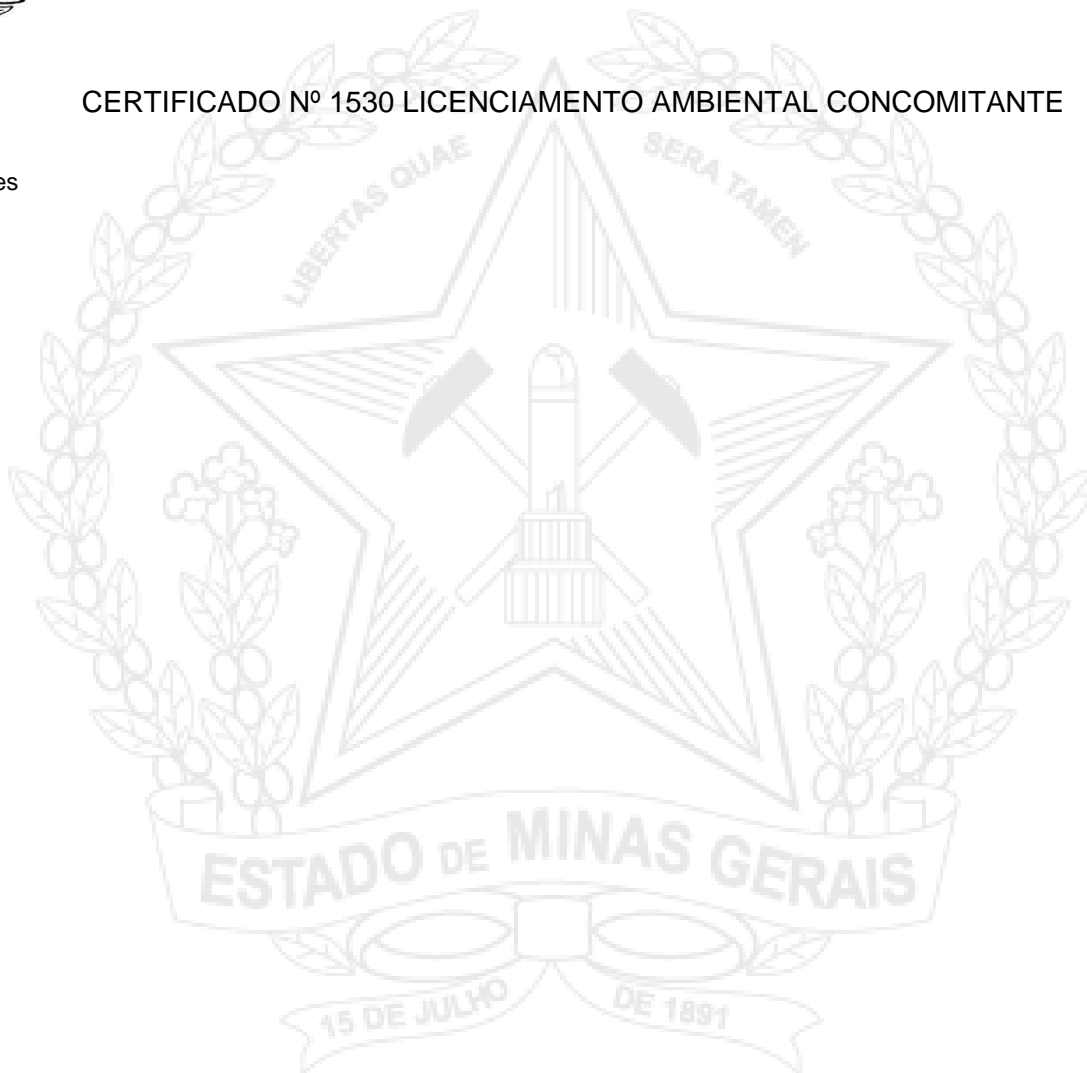 CERTIFICADO Nº 1530 LICENCIAMENTO AMBIENTAL CONCOMITANTE
es
LIBERTAS QUAE SERA TAMEN
ESTADO DE MINAS GERAIS
15 DE JULHO DE 1891